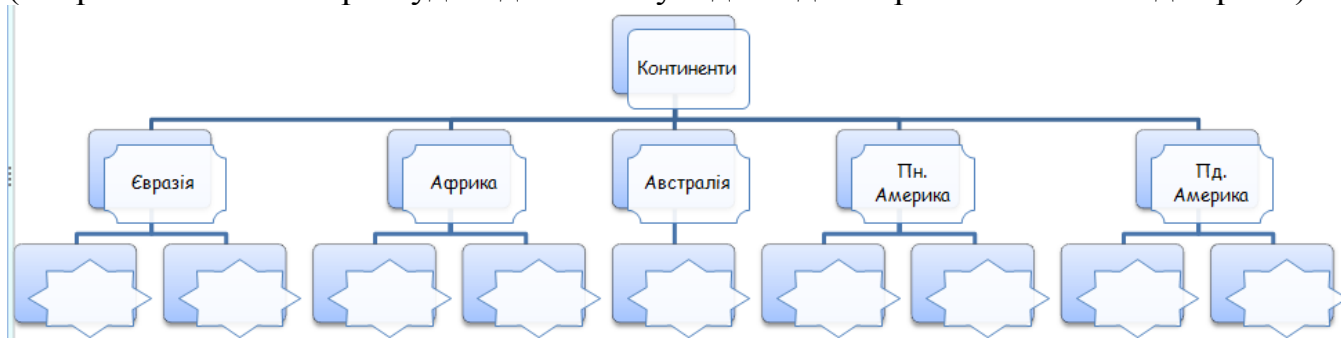 Континенти
Євразія
Африка
Австралія
Пн.
Америка
Пд.
Америка